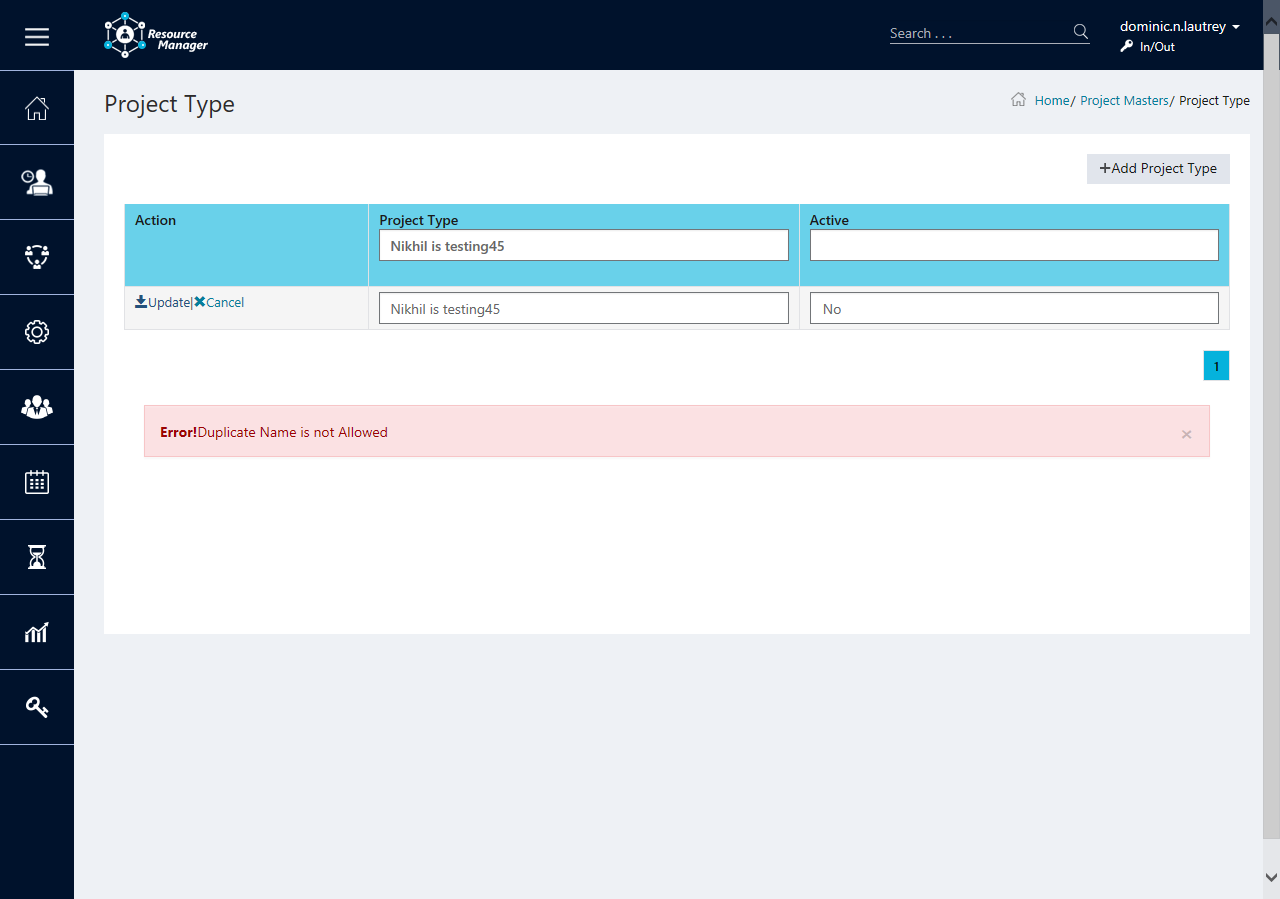 Resource
Manager
Search . . .
dominic.n.lautrey
In/Out
Project Type
Home/ Project Masters/ Project Type
+Add Project Type
Action Project Type Active
Nikhil is testing45
Update|Cancel Nikhil is testing45 No
1
Error!Duplicate Name is not Allowed ×